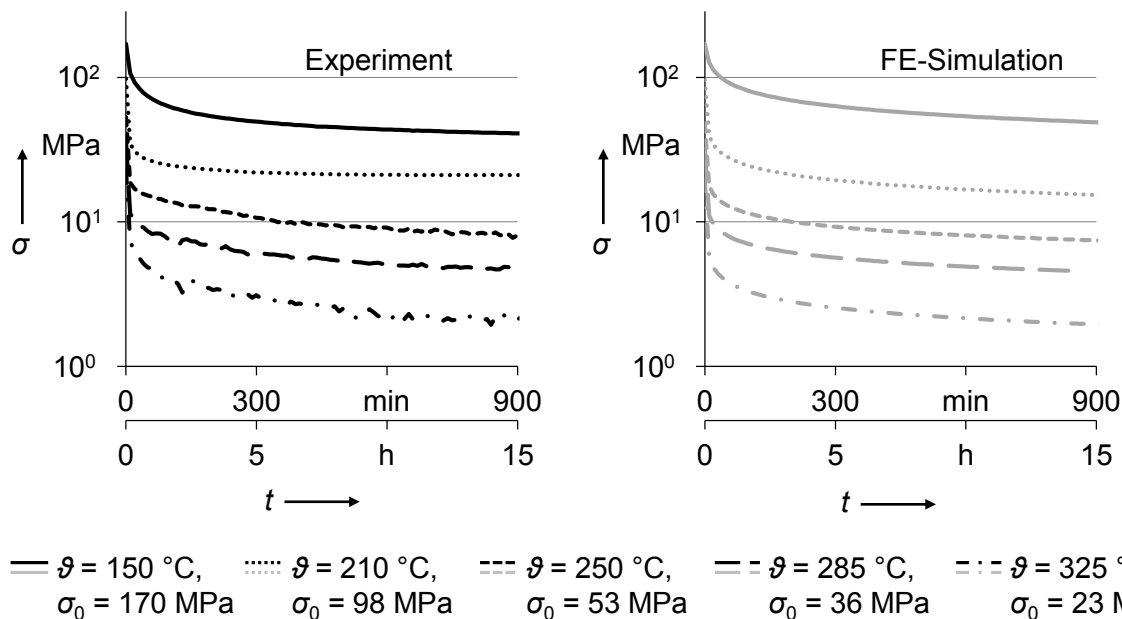 Experiment
10²
MPa
σ
10¹
10⁰
0 300 min 900
0 5 h 15
t
FE-Simulation
10²
MPa
σ
10¹
10⁰
0 300 min 900
0 5 h 15
t
ϑ = 150 °C, ϑ = 210 °C, ϑ = 250 °C, ϑ = 285 °C, ϑ = 325 °
σ₀ = 170 MPa σ₀ = 98 MPa σ₀ = 53 MPa σ₀ = 36 MPa σ₀ = 23 M